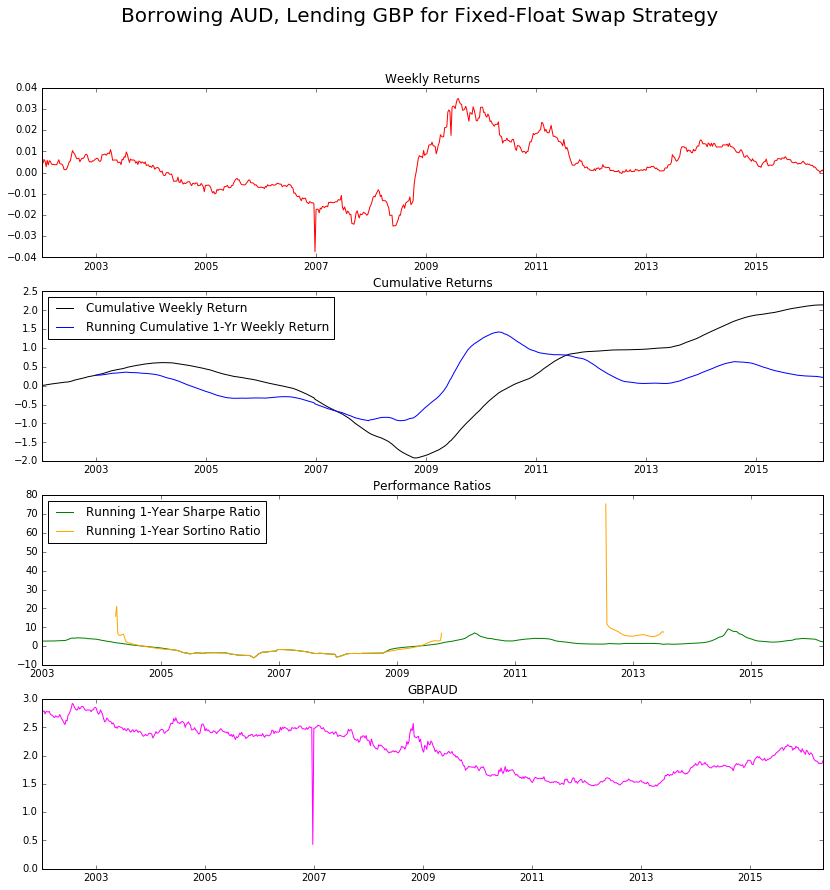 Borrowing AUD, Lending GBP for Fixed-Float Swap Strategy
Weekly Returns
0.04
0.03
0.02
0.01
0.00
−0.01
−0.02
−0.03
−0.04
2003 2005 2007 2009 2011 2013 2015
Cumulative Returns
2.5
2.0
1.5
1.0
0.5
0.0
−0.5
−1.0
−1.5
−2.0
Cumulative Weekly Return
Running Cumulative 1-Yr Weekly Return
2003 2005 2007 2009 2011 2013 2015
Performance Ratios
80
70
60
50
40
30
20
10
0
−10
Running 1-Year Sharpe Ratio
Running 1-Year Sortino Ratio
2003 2005 2007 2009 2011 2013 2015
GBPAUD
3.0
2.5
2.0
1.5
1.0
0.5
0.0
2003 2005 2007 2009 2011 2013 2015